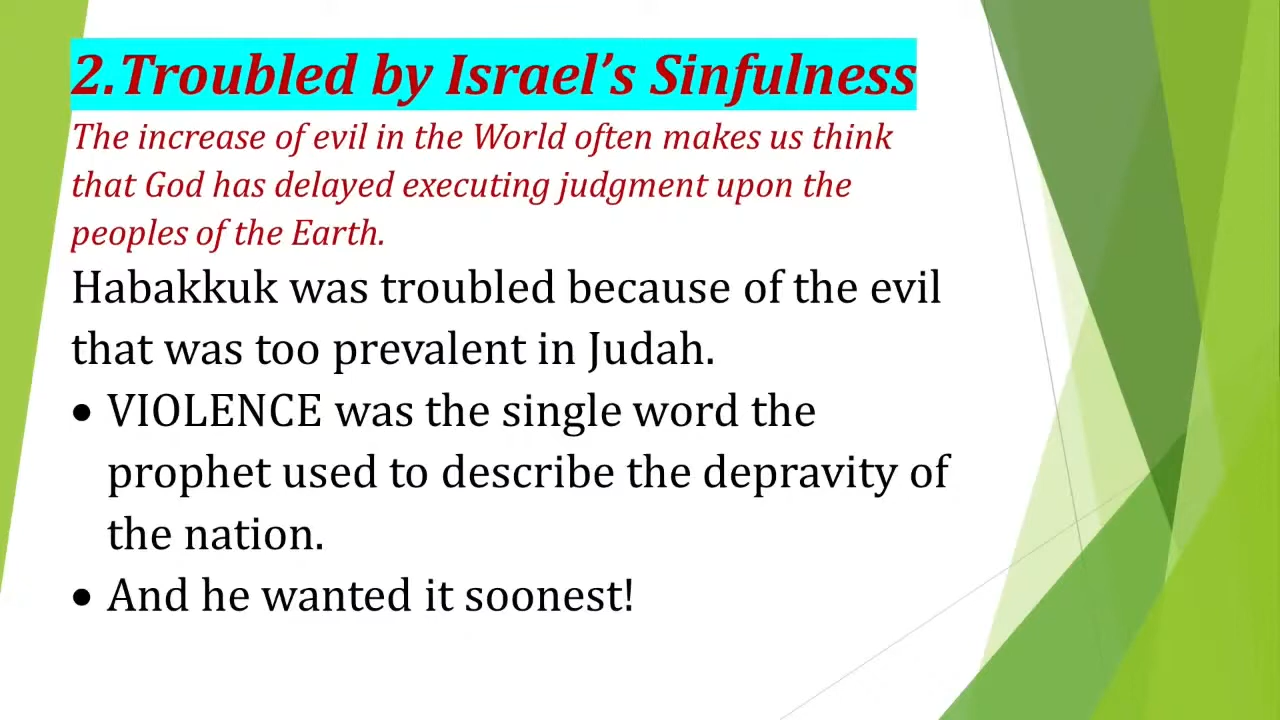 2.Troubled by Israel’s Sinfulness
The increase of evil in the World often makes us think
that God has delayed executing judgment upon the
peoples of the Earth.
Habakkuk was troubled because of the evil
that was too prevalent in Judah.
• VIOLENCE was the single word the
prophet used to describe the depravity of
the nation.
• And he wanted it soonest!